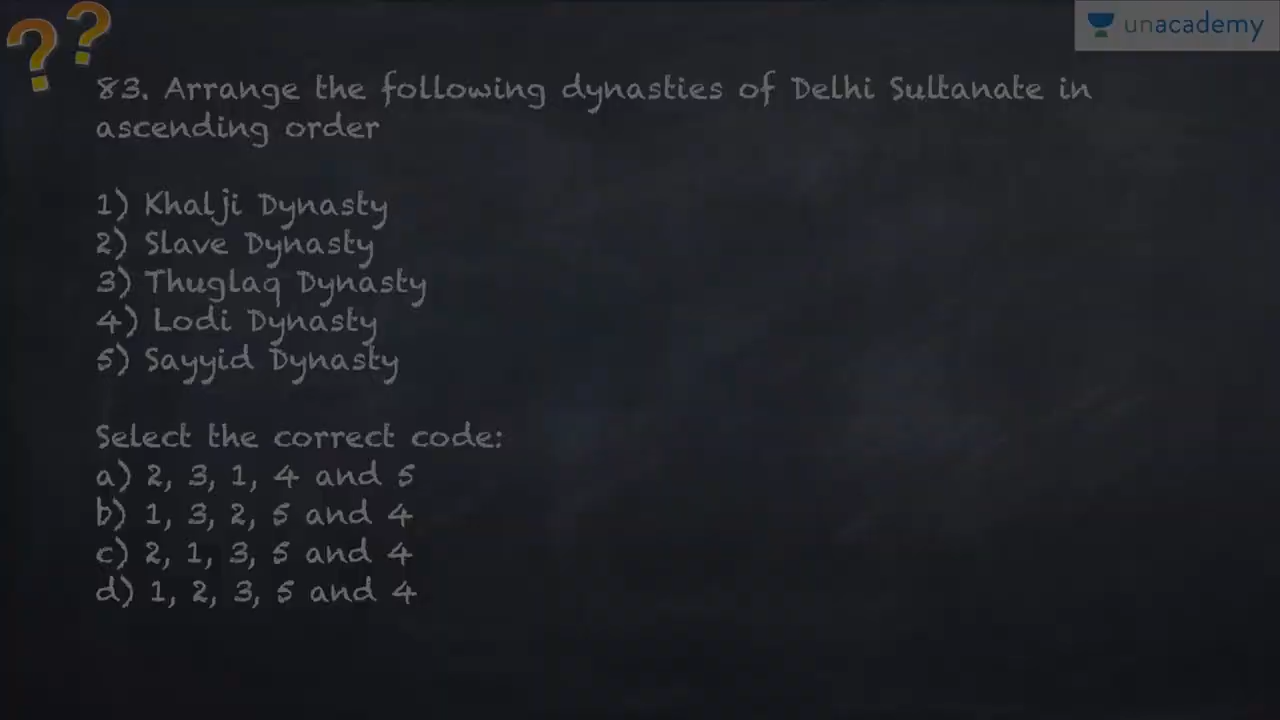 unacademy
83. Arrange the following dynasties of Delhi Sultanate in
ascending order
1) Khalji Dynasty
2) Slave Dynasty
3) Thuglaq Dynasty
4) Lodi Dynasty
5) Sayyid Dynasty
Select the correct code:
a) 2, 3, 1, 4 and 5
b) 1, 3, 2, 5 and 4
c) 2, 1, 3, 5 and 4
d) 1, 2, 3, 5 and 4